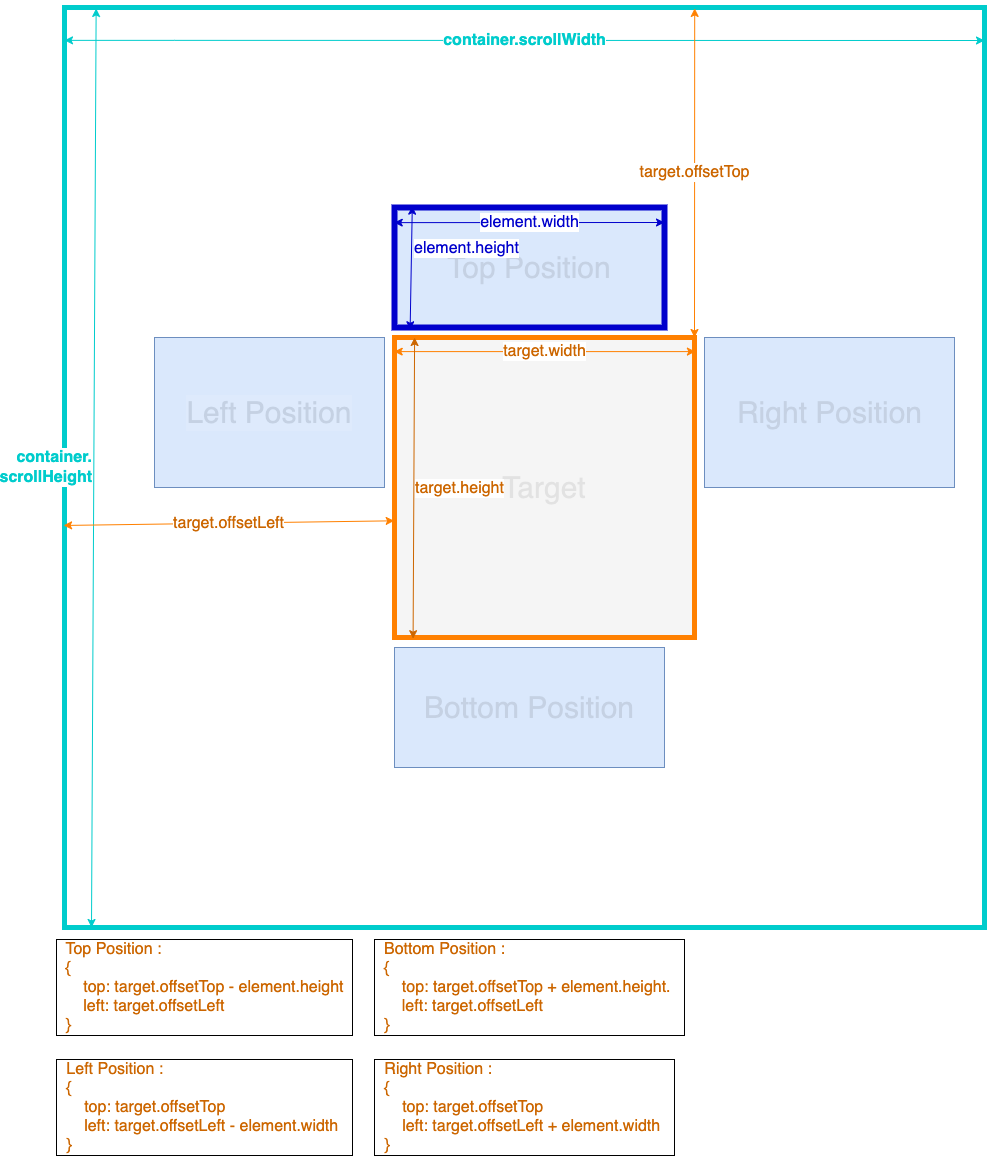 container.scrollWidth
target.offsetTop
element.width
element.height
Top Position
target.width
Left Position
Right Position
container.
scrollHeight
target.height
Target
target.offsetLeft
Bottom Position
Top Position :
{
top: target.offsetTop - element.height
left: target.offsetLeft
}
Bottom Position :
{
top: target.offsetTop + element.height.
left: target.offsetLeft
}
Left Position :
{
top: target.offsetTop
left: target.offsetLeft - element.width
}
Right Position :
{
top: target.offsetTop
left: target.offsetLeft + element.width
}